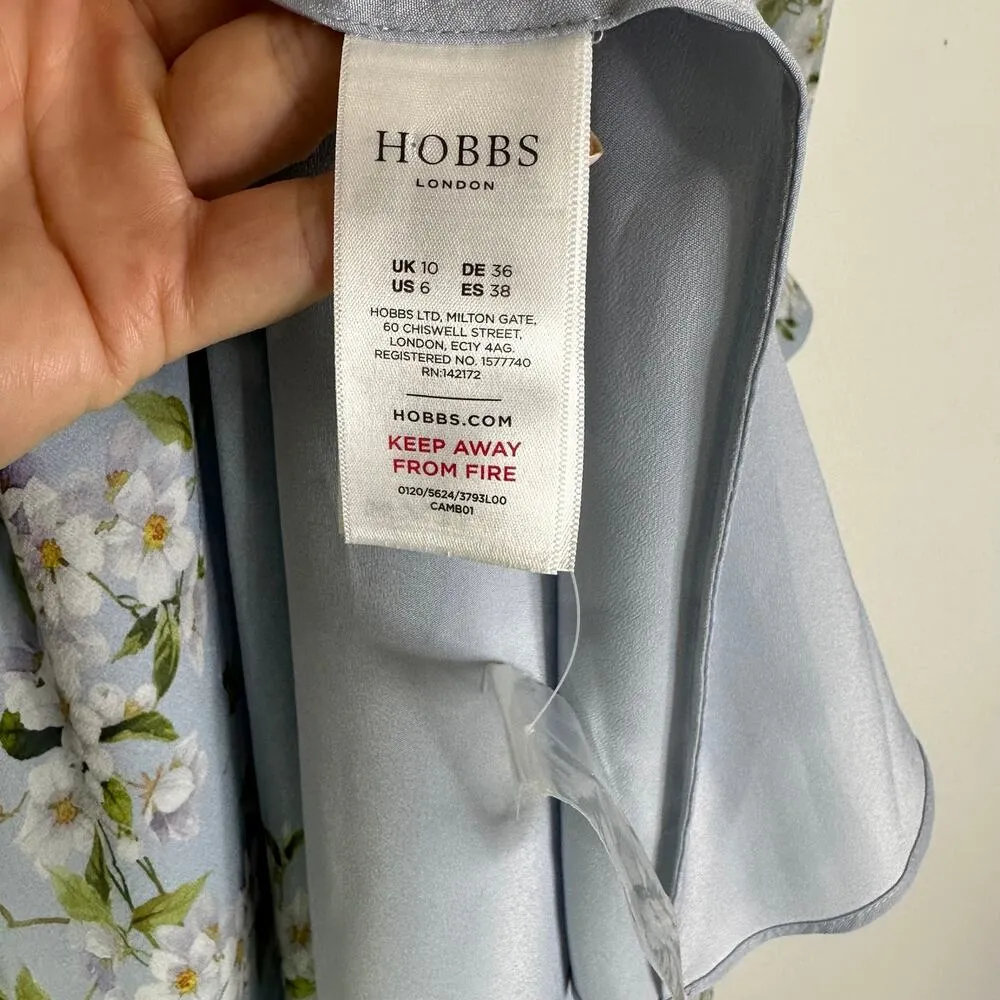 HOBBS
LONDON
UK 10 DE 36
US 6 ES 38
HOBBS LTD, MILTON GATE,
60 CHISWELL STREET,
LONDON, EC1Y 4AG.
REGISTERED NO. 1577740
RN:142172
HOBBS.COM
KEEP AWAY
FROM FIRE
0120/5624/3793L00
CAMB01